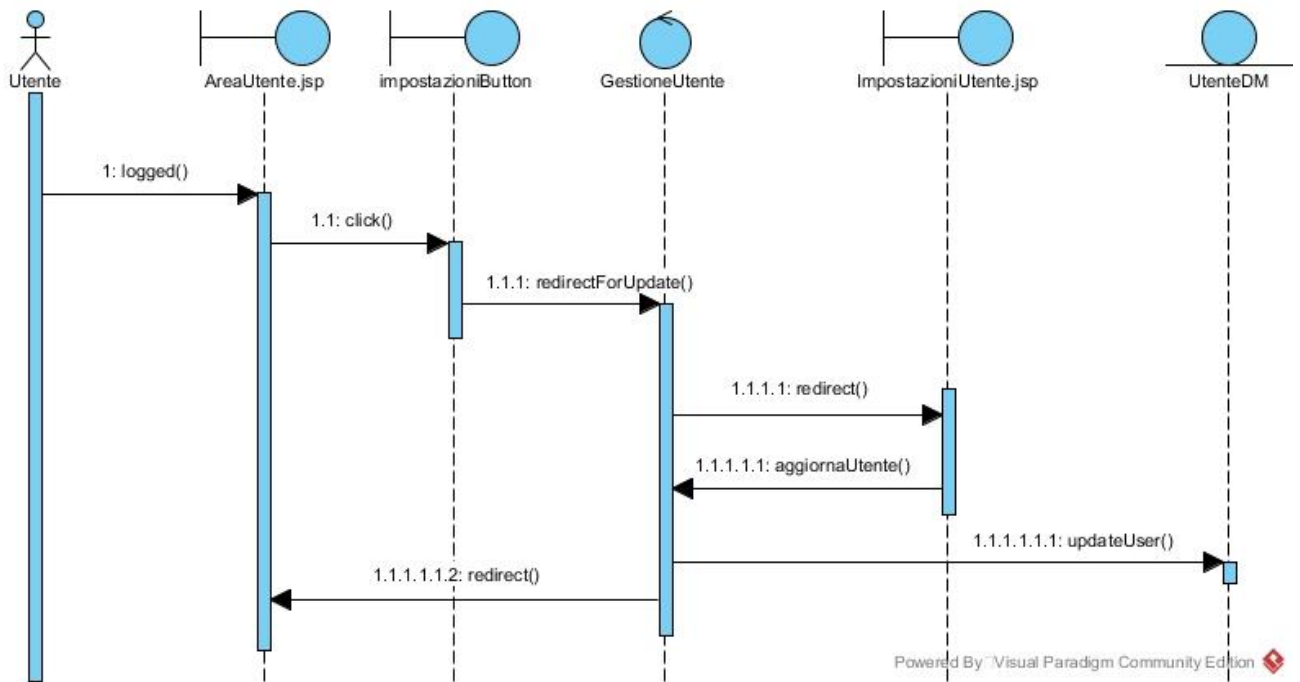 Utente
AreaUtente.jsp
impostazioniButton
GestioneUtente
ImpostazioniUtente.jsp
UtenteDM
1: logged()
1.1: click()
1.1.1: redirectForUpdate()
1.1.1.1: redirect()
1.1.1.1.1: aggiornaUtente()
1.1.1.1.1.1: updateUser()
1.1.1.1.1.2: redirect()
Powered By Visual Paradigm Community Edition